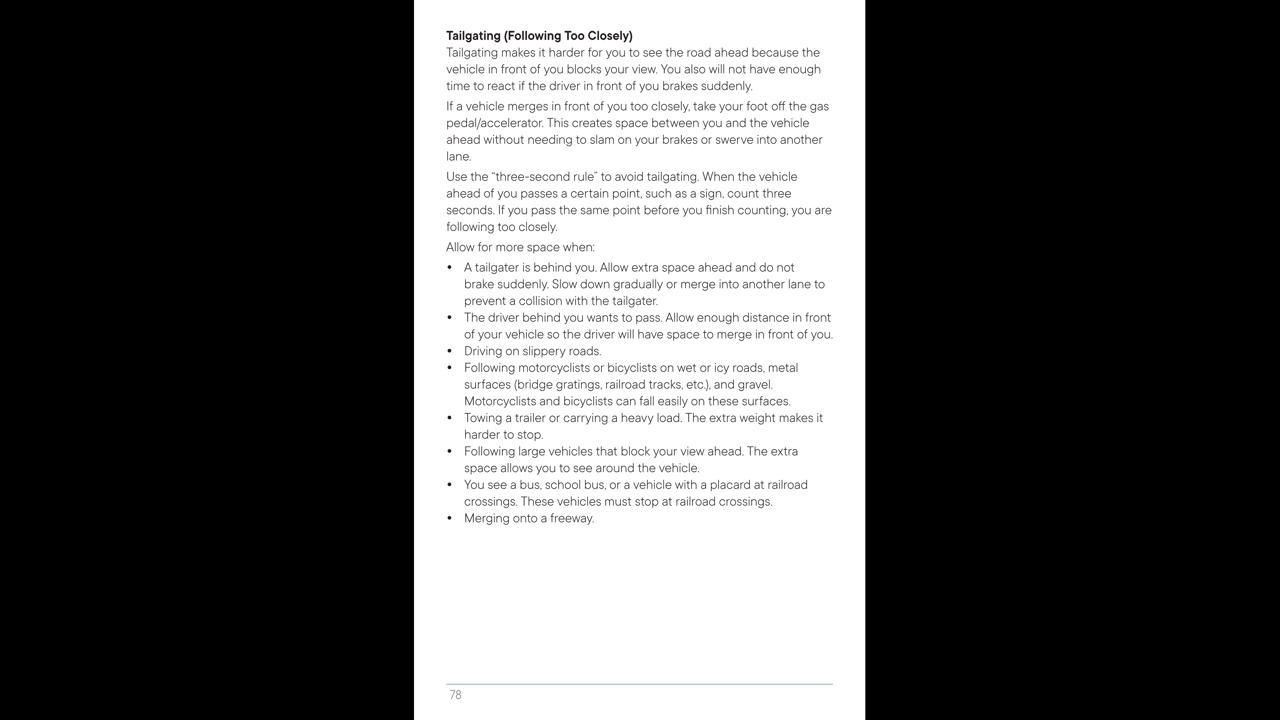 Tailgating (Following Too Closely)
Tailgating makes it harder for you to see the road ahead because the
vehicle in front of you blocks your view. You also will not have enough
time to react if the driver in front of you brakes suddenly.
If a vehicle merges in front of you too closely, take your foot off the gas
pedal/accelerator. This creates space between you and the vehicle
ahead without needing to slam on your brakes or swerve into another
lane.
Use the “three-second rule” to avoid tailgating. When the vehicle
ahead of you passes a certain point, such as a sign, count three
seconds. If you pass the same point before you finish counting, you are
following too closely.
Allow for more space when:
• A tailgater is behind you. Allow extra space ahead and do not
brake suddenly. Slow down gradually or merge into another lane to
prevent a collision with the tailgater.
• The driver behind you wants to pass. Allow enough distance in front
of your vehicle so the driver will have space to merge in front of you.
• Driving on slippery roads.
• Following motorcyclists or bicyclists on wet or icy roads, metal
surfaces (bridge gratings, railroad tracks, etc.), and gravel.
Motorcyclists and bicyclists can fall easily on these surfaces.
• Towing a trailer or carrying a heavy load. The extra weight makes it
harder to stop.
• Following large vehicles that block your view ahead. The extra
space allows you to see around the vehicle.
• You see a bus, school bus, or a vehicle with a placard at railroad
crossings. These vehicles must stop at railroad crossings.
• Merging onto a freeway.
78